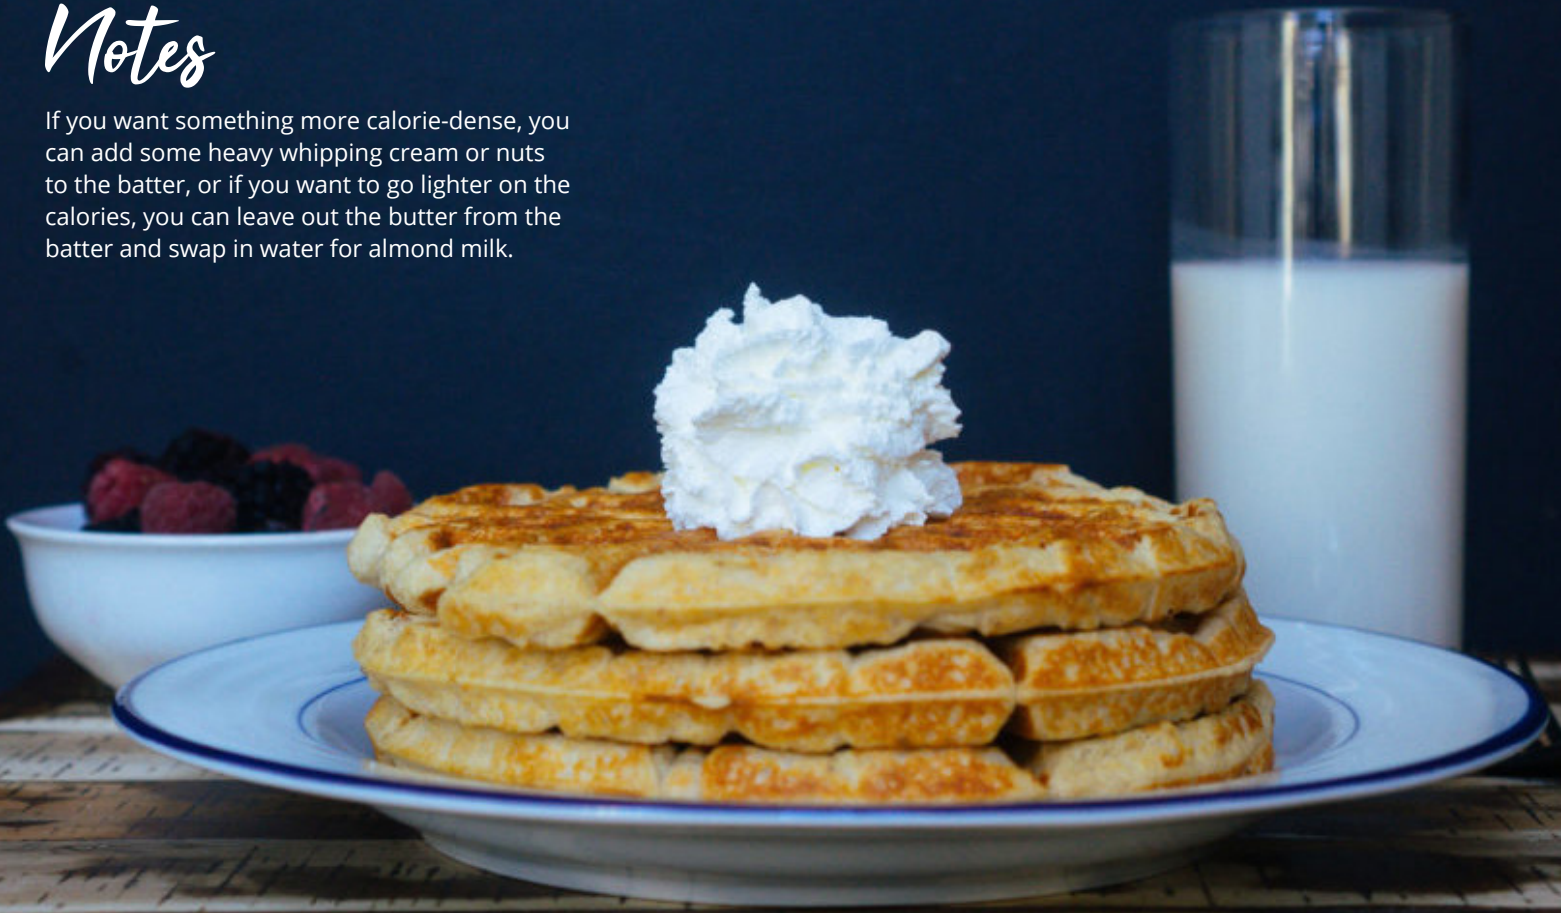 Notes
If you want something more calorie-dense, you
can add some heavy whipping cream or nuts
to the batter, or if you want to go lighter on the
calories, you can leave out the butter from the
batter and swap in water for almond milk.